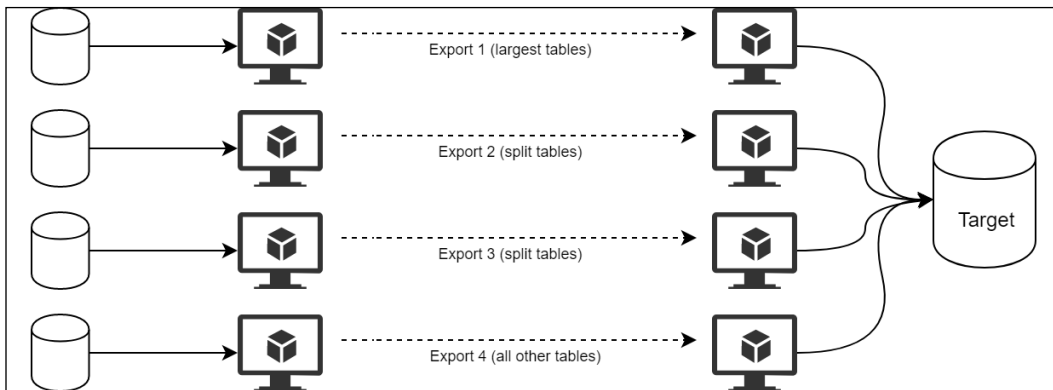 Export 1 (largest tables)
Export 2 (split tables)
Target
Export 3 (split tables)
Export 4 (all other tables)